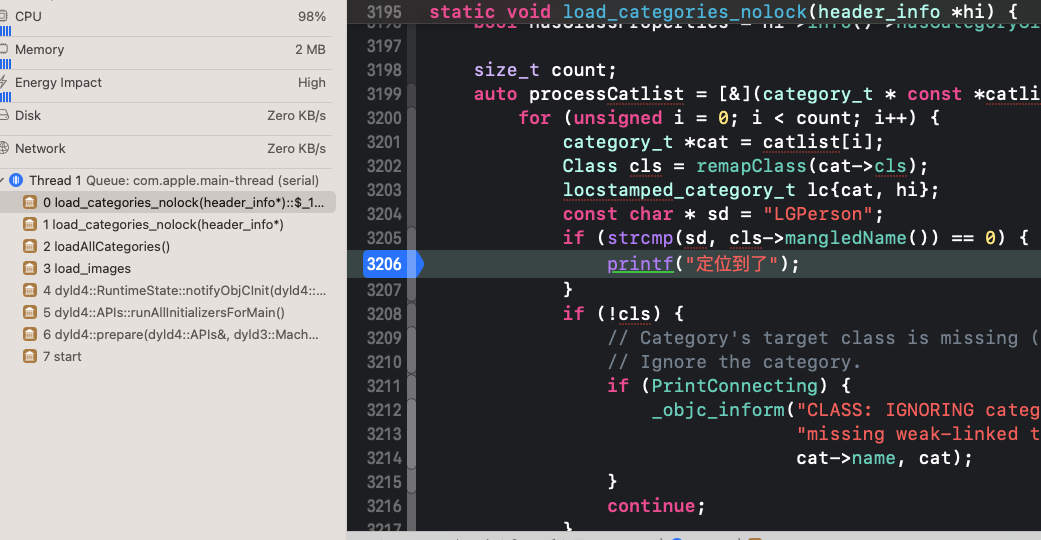 CPU 98%
Memory 2 MB
Energy Impact High
Disk Zero KB/s
Network Zero KB/s
Thread 1 Queue: com.apple.main-thread (serial)
0 load_categories_nolock(header_info*)::$_1...
1 load_categories_nolock(header_info*)
2 loadAllCategories()
3 load_images
4 dyld4::RuntimeState::notifyObjCInit(dyld4::...
5 dyld4::APIs::runAllInitializersForMain()
6 dyld4::prepare(dyld4::APIs&, dyld3::Mach...
7 start
3195 static void load_categories_nolock(header_info *hi) {
3197
3198 size_t count;
3199 auto processCatlist = [&](category_t * const *catli
3200 for (unsigned i = 0; i < count; i++) {
3201 category_t *cat = catlist[i];
3202 Class cls = remapClass(cat->cls);
3203 locstamped_category_t lc{cat, hi};
3204 const char * sd = "LGPerson";
3205 if (strcmp(sd, cls->mangledName()) == 0) {
3206 printf("定位到了");
3207 }
3208 if (!cls) {
3209 // Category's target class is missing (
3210 // Ignore the category.
3211 if (PrintConnecting) {
3212 _objc_inform("CLASS: IGNORING categ
3213 "missing weak-linked t
3214 cat->name, cat);
3215 }
3216 continue;
3217 }